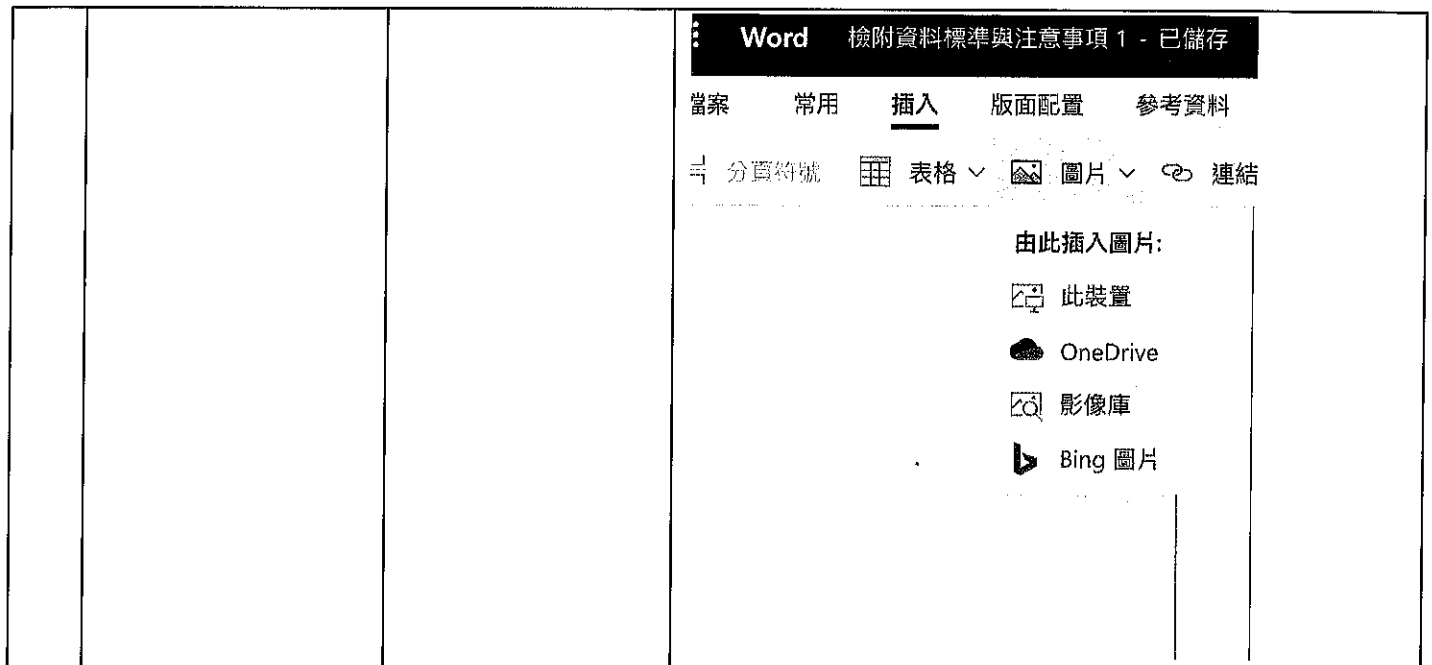 Word 檢附資料標準與注意事項 1 - 已儲存
檔案 常用 插入 版面配置 參考資料
分頁符號 表格 圖片 連結
由此插入圖片:
此裝置
OneDrive
影像庫
Bing 圖片